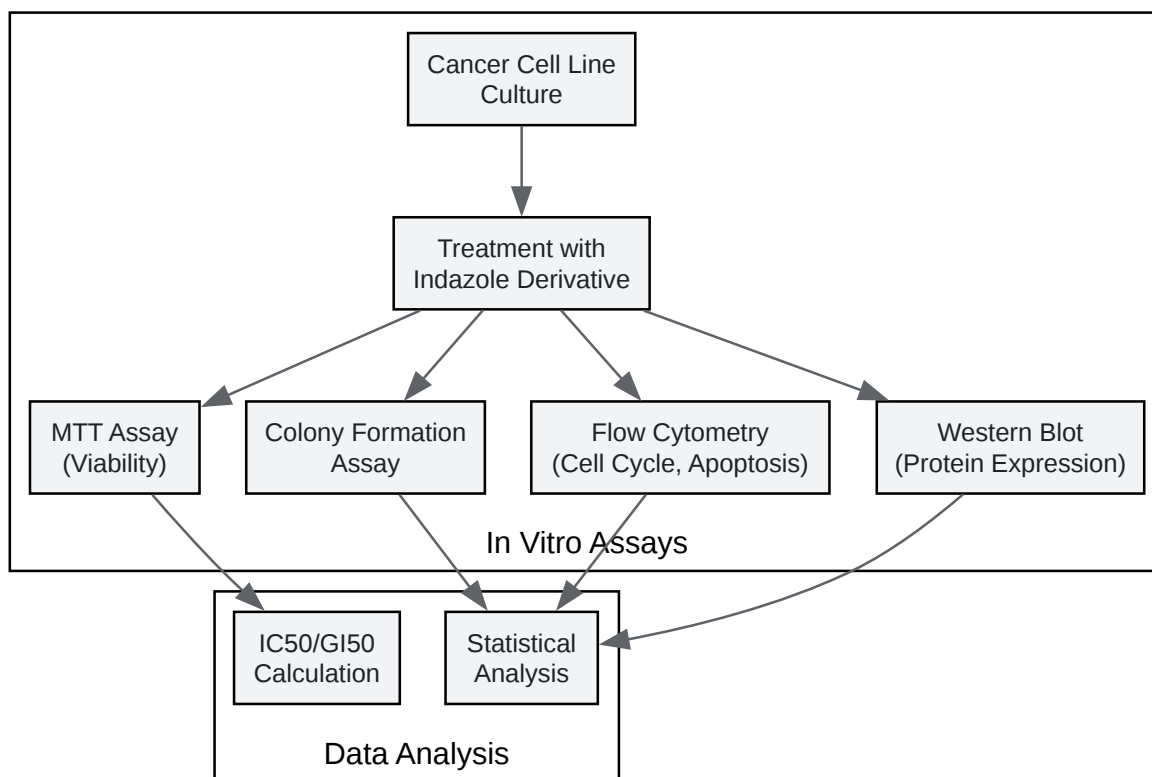 Cancer Cell Line
Culture
Treatment with
Indazole Derivative
MTT Assay
(Viability)
Colony Formation
Assay
Flow Cytometry
(Cell Cycle, Apoptosis)
Western Blot
(Protein Expression)
In Vitro Assays
IC50/GI50
Calculation
Statistical
Analysis
Data Analysis